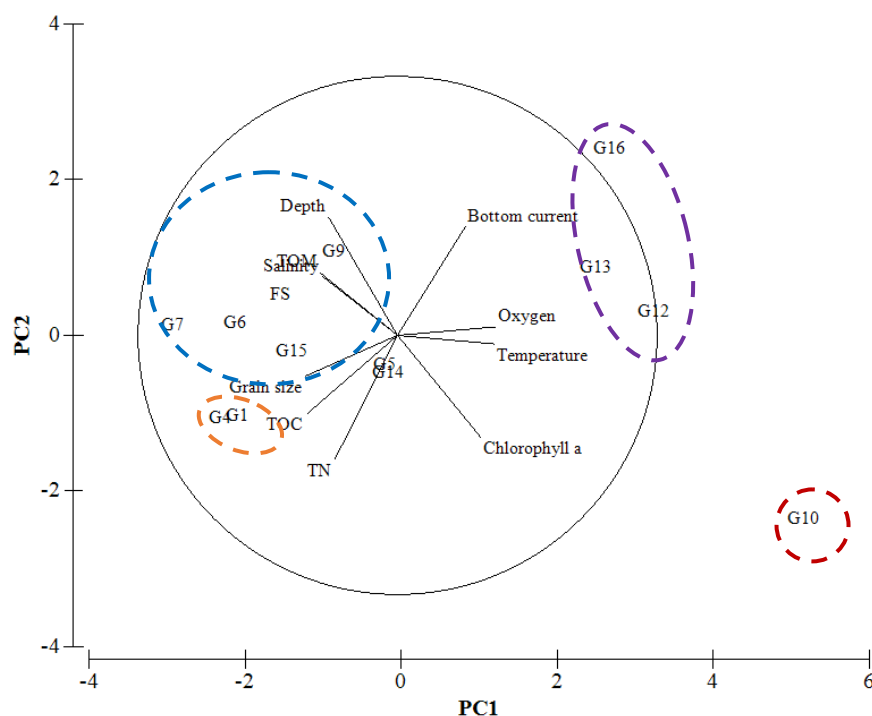 4
G16
2
Depth
Bottom current
G9
TOM
Salinity
G13
FS
G7
G6
G12
Oxygen
0
PC2
G15
Temperature
G5
G14
Grain size
G4
G1
TOC
Chlorophyll a
TN
-2
G10
-4
-4
-2
0
2
4
6
PC1